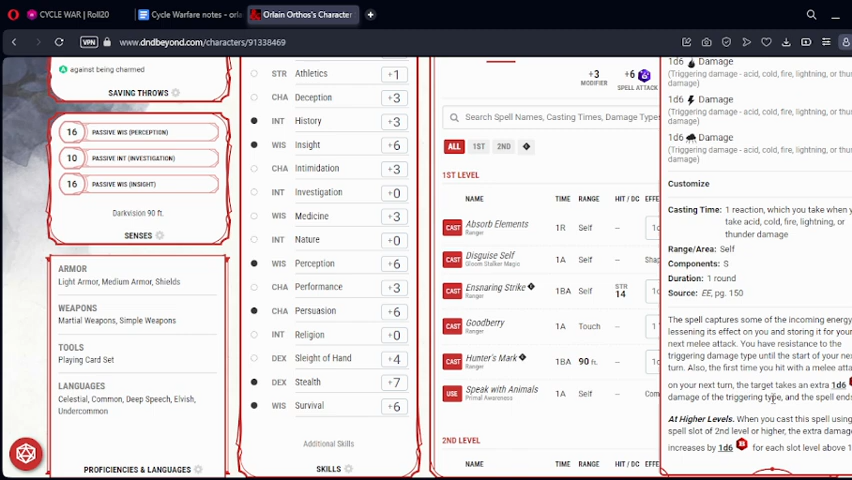 CYCLE WAR | Roll20
Cycle Warfare notes - orla
Orlain Orthos's Character
VPN
www.dndbeyond.com/characters/91338469
against being charmed
SAVING THROWS
16 PASSIVE WIS (PERCEPTION)
10 PASSIVE INT (INVESTIGATION)
16 PASSIVE WIS (INSIGHT)
Darkvision 90 ft.
SENSES
ARMOR
Light Armor, Medium Armor, Shields
WEAPONS
Martial Weapons, Simple Weapons
TOOLS
Playing Card Set
LANGUAGES
Celestial, Common, Deep Speech, Elvish,
Undercommon
PROFICIENCIES & LANGUAGES
STR Athletics +1
CHA Deception +3
INT History +3
WIS Insight +6
CHA Intimidation +3
INT Investigation +0
WIS Medicine +3
INT Nature +0
WIS Perception +6
CHA Performance +3
CHA Persuasion +6
INT Religion +0
DEX Sleight of Hand +4
DEX Stealth +7
WIS Survival +6
Additional Skills
SKILLS
+3
MODIFIER
+6
SPELL ATTACK
Search Spell Names, Casting Times, Damage Types
ALL 1ST 2ND
1ST LEVEL
NAME TIME RANGE HIT / DC EFFE
CAST Absorb Elements 1R Self – 1d
Ranger
CAST Disguise Self 1A Self – Shap
Gloom Stalker Magic
CAST Ensnaring Strike 1BA Self STR 14 1d
Ranger
CAST Goodberry 1A Touch – 1
Ranger
CAST Hunter's Mark 1BA 90 ft. – 1d
Ranger
USE Speak with Animals 1A Self – Com
Primal Awareness
2ND LEVEL
NAME TIME RANGE HIT / DC EFFE
1d6 Damage
(Triggering damage - acid, cold, fire, lightning, or thun
damage)
1d6 Damage
(Triggering damage - acid, cold, fire, lightning, or thun
damage)
1d6 Damage
(Triggering damage - acid, cold, fire, lightning, or thun
damage)
Customize
Casting Time: 1 reaction, which you take when y
take acid, cold, fire, lightning, or
thunder damage
Range/Area: Self
Components: S
Duration: 1 round
Source: EE, pg. 150
The spell captures some of the incoming energy
lessening its effect on you and storing it for your
next melee attack. You have resistance to the
triggering damage type until the start of your nex
turn. Also, the first time you hit with a melee atta
on your next turn, the target takes an extra 1d6
damage of the triggering type, and the spell ends
At Higher Levels. When you cast this spell using
spell slot of 2nd level or higher, the extra damage
increases by 1d6 for each slot level above 1